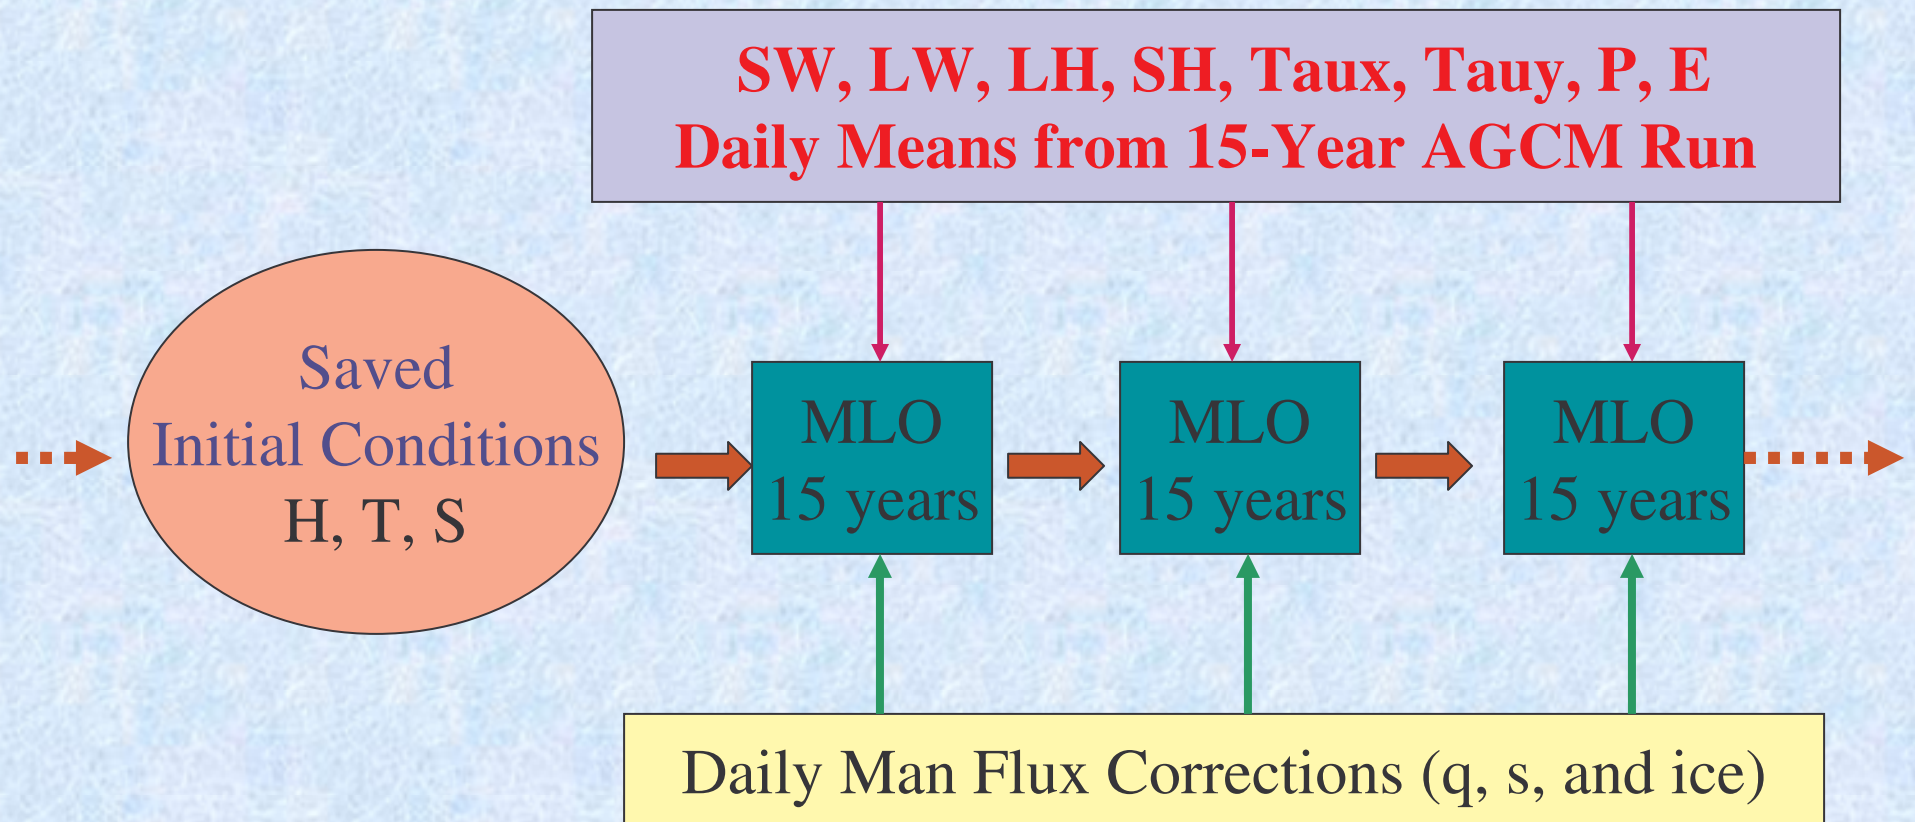 SW, LW, LH, SH, Taux, Tauy, P, E
Daily Means from 15-Year AGCM Run
Saved
Initial Conditions
H, T, S
MLO
15 years
MLO
15 years
MLO
15 years
Daily Man Flux Corrections (q, s, and ice)